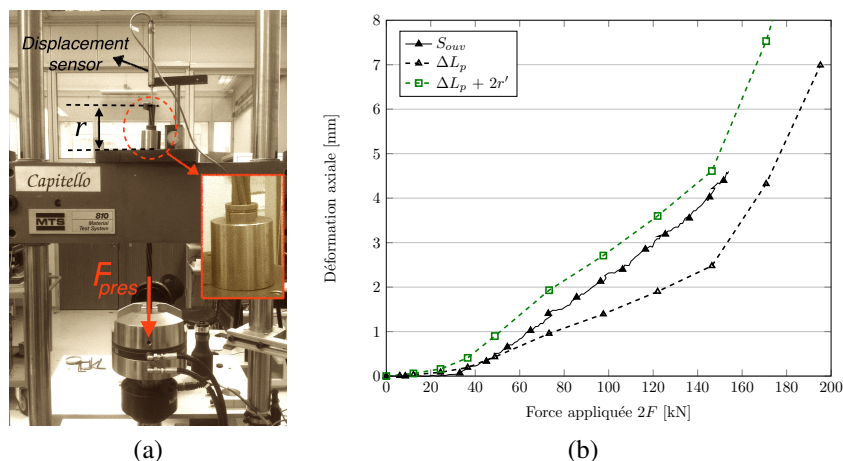 Displacement
sensor
r
Capitello
MTS
810
Material
Test System
F
pres
(a)
8
7
6
5
4
3
2
1
0
Déformation axiale [mm]
S_ouv
ΔL_p
ΔL_p + 2r′
0 20 40 60 80 100 120 140 160 180 200
Force appliquée 2F [kN]
(b)